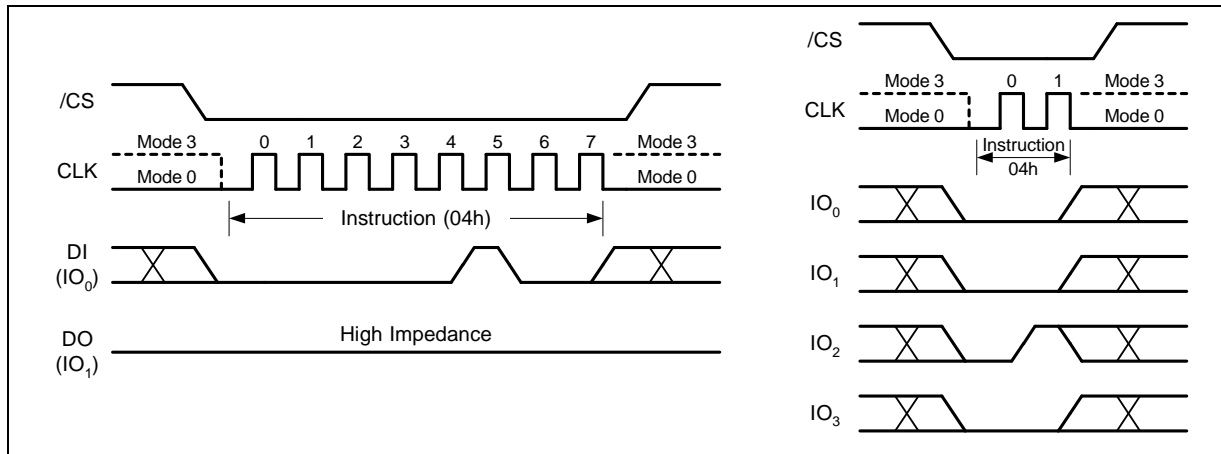 /CS
Mode 3 0 1 2 3 4 5 6 7 Mode 3
CLK
Mode 0 Mode 0
Instruction (04h)
DI
(IO0)
High Impedance
DO
(IO1)
/CS
Mode 3 0 1 Mode 3
CLK
Mode 0 Mode 0
Instruction
04h
IO0
IO1
IO2
IO3